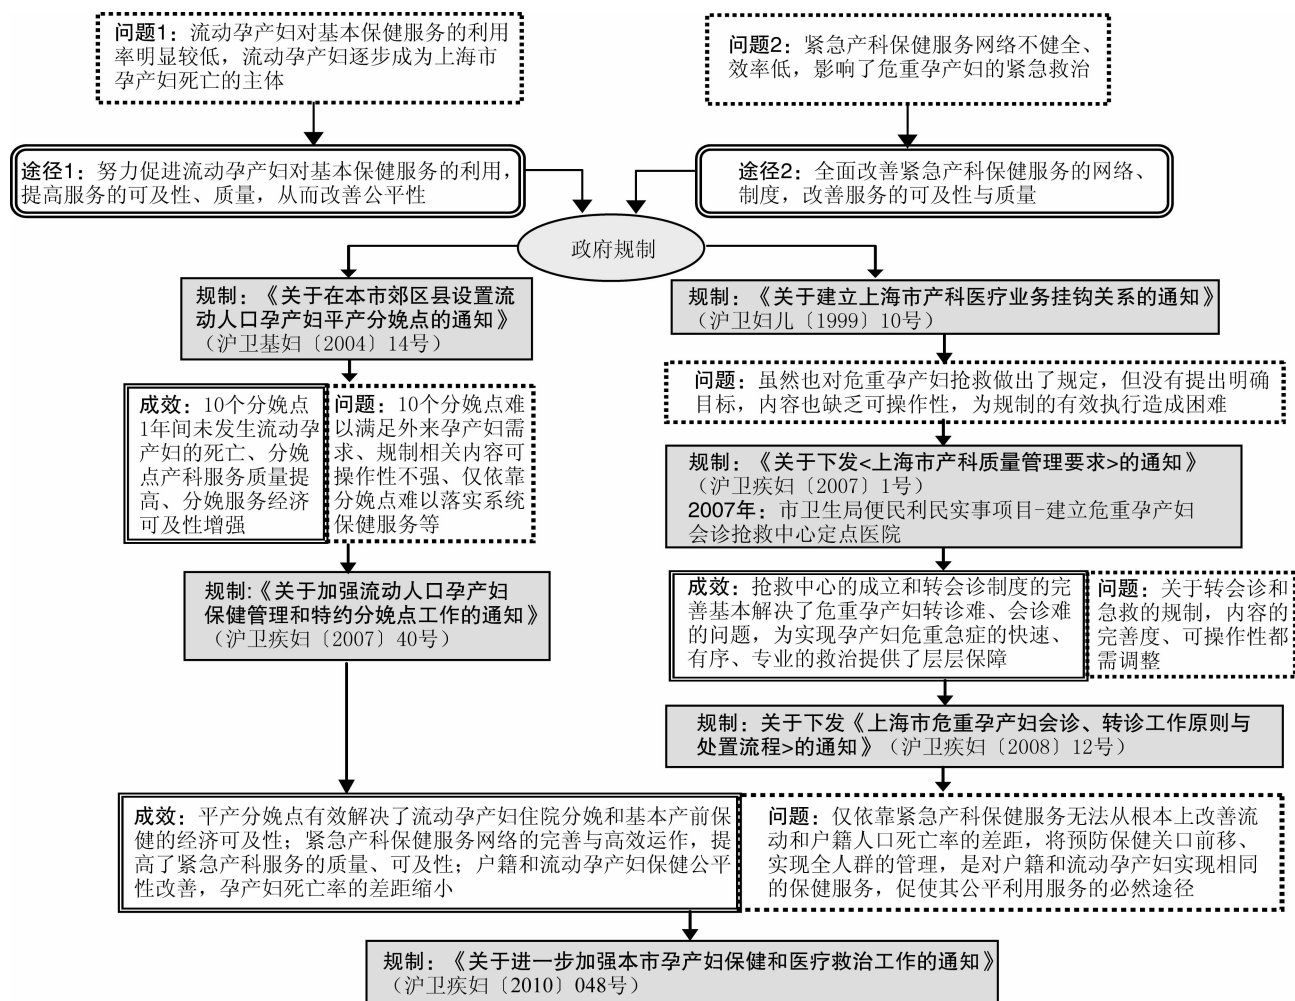 问题1：流动孕产妇对基本保健服务的利用
率明显较低，流动孕产妇逐步成为上海市
孕产妇死亡的主体
问题2：紧急产科保健服务网络不健全、
效率低，影响了危重孕产妇的紧急救治
途径1：努力促进流动孕产妇对基本保健服务的利用，
提高服务的可及性、质量，从而改善公平性
途径2：全面改善紧急产科保健服务的网络、
制度，改善服务的可及性与质量
政府规制
规制：《关于在本市郊区县设置流
动人口孕产妇平产分娩点的通知》
（沪卫基妇〔2004〕14号）
规制：《关于建立上海市产科医疗业务挂钩关系的通知》
（沪卫妇儿〔1999〕10号）
问题：虽然也对危重孕产妇抢救做出了规定，但没有提出明确
目标，内容也缺乏可操作性，为规制的有效执行造成困难
成效：10个分娩点
1年间未发生流动孕
产妇的死亡、分娩
点产科服务质量提
高、分娩服务经济
可及性增强
问题：10个分娩点难
以满足外来孕产妇需
求、规制相关内容可
操作性不强、仅依靠
分娩点难以落实系统
保健服务等
规制：《关于下发<上海市产科质量管理要求>的通知》
（沪卫疾妇〔2007〕1号）
2007年：市卫生局便民利民实事项目-建立危重孕产妇
会诊抢救中心定点医院
规制:《关于加强流动人口孕产妇
保健管理和特约分娩点工作的通知》
（沪卫疾妇〔2007〕40号）
成效：抢救中心的成立和转会诊制度的完
善基本解决了危重孕产妇转诊难、会诊难
的问题，为实现孕产妇危重急症的快速、
有序、专业的救治提供了层层保障
问题：关于转会诊和
急救的规制，内容的
完善度、可操作性都
需调整
规制：关于下发《上海市危重孕产妇会诊、转诊工作原则与
处置流程>的通知》（沪卫疾妇〔2008〕12号）
成效：平产分娩点有效解决了流动孕产妇住院分娩和基本产前保
健的经济可及性；紧急产科保健服务网络的完善与高效运作，提
高了紧急产科服务的质量、可及性；户籍和流动孕产妇保健公平
性改善，孕产妇死亡率的差距缩小
问题：仅依靠紧急产科保健服务无法从根本上改善流
动和户籍人口死亡率的差距，将预防保健关口前移、
实现全人群的管理，是对户籍和流动孕产妇实现相同
的保健服务，促使其公平利用服务的必然途径
规制：《关于进一步加强本市孕产妇保健和医疗救治工作的通知》
（沪卫疾妇〔2010〕048号）